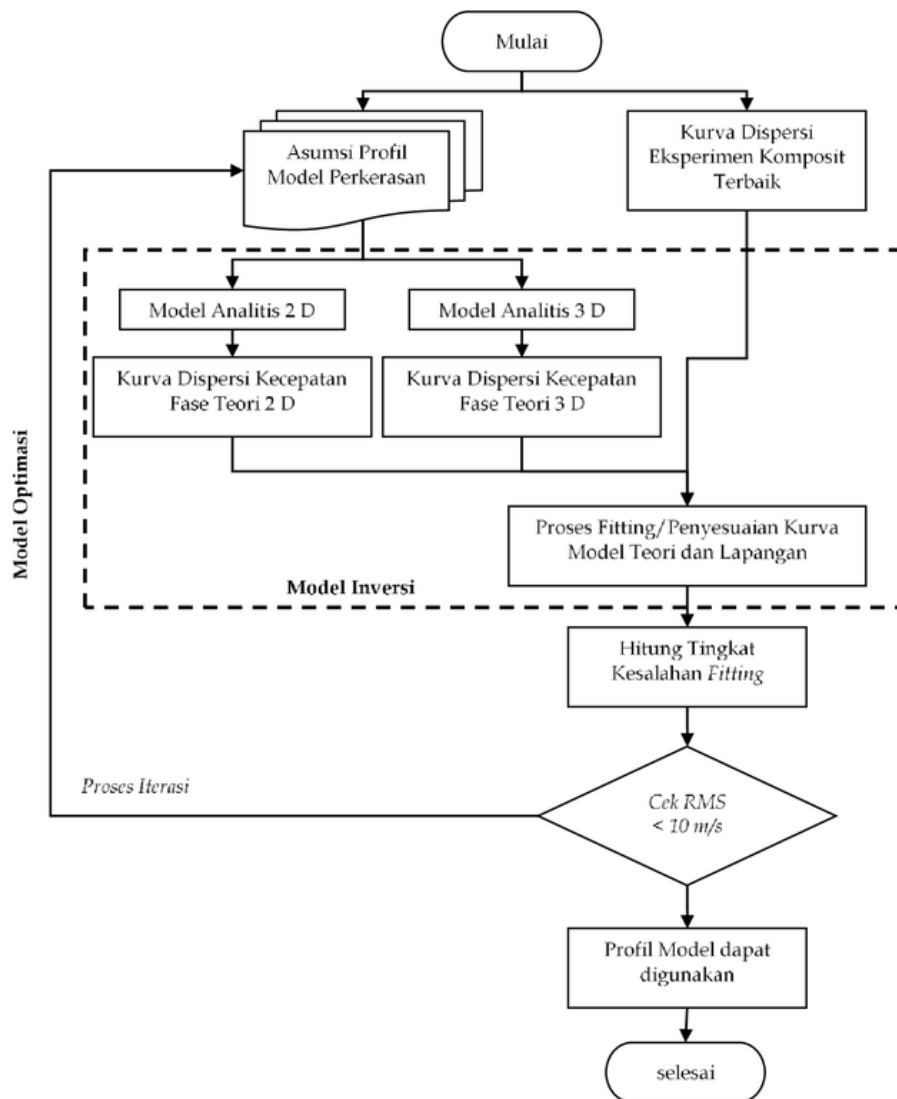 Mulai
Asumsi Profil
Model Perkerasan
Kurva Dispersi
Eksperimen Komposit
Terbaik
Model Analitis 2 D
Model Analitis 3 D
Kurva Dispersi Kecepatan
Fase Teori 2 D
Kurva Dispersi Kecepatan
Fase Teori 3 D
Proses Fitting/Penyesuaian Kurva
Model Teori dan Lapangan
Model Inversi
Model Optimasi
Hitung Tingkat
Kesalahan Fitting
Proses Iterasi
Cek RMS
< 10 m/s
Profil Model dapat
digunakan
selesai